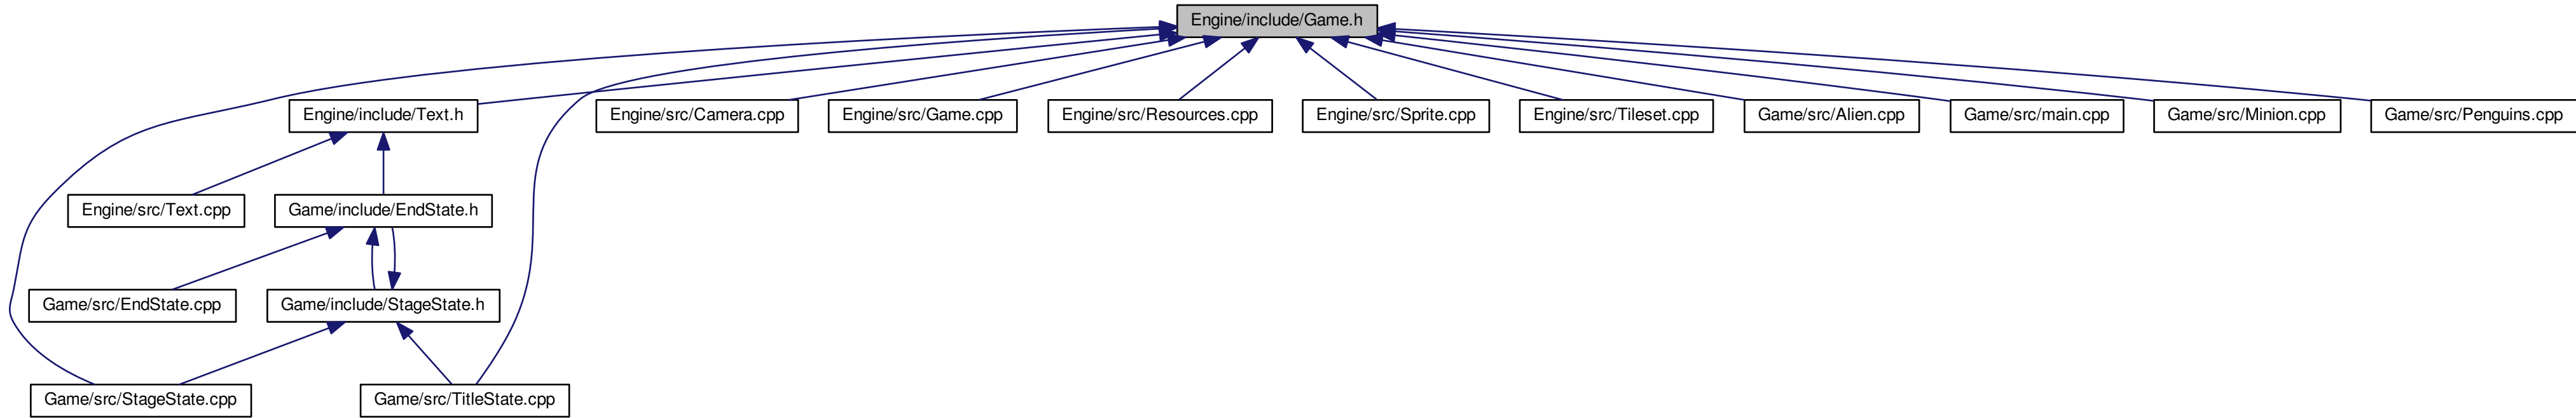 Engine/include/Game.h
Engine/include/Text.h
Engine/src/Camera.cpp
Engine/src/Game.cpp
Engine/src/Resources.cpp
Engine/src/Sprite.cpp
Engine/src/Tileset.cpp
Game/src/Alien.cpp
Game/src/main.cpp
Game/src/Minion.cpp
Game/src/Penguins.cpp
Engine/src/Text.cpp
Game/include/EndState.h
Game/src/EndState.cpp
Game/include/StageState.h
Game/src/StageState.cpp
Game/src/TitleState.cpp